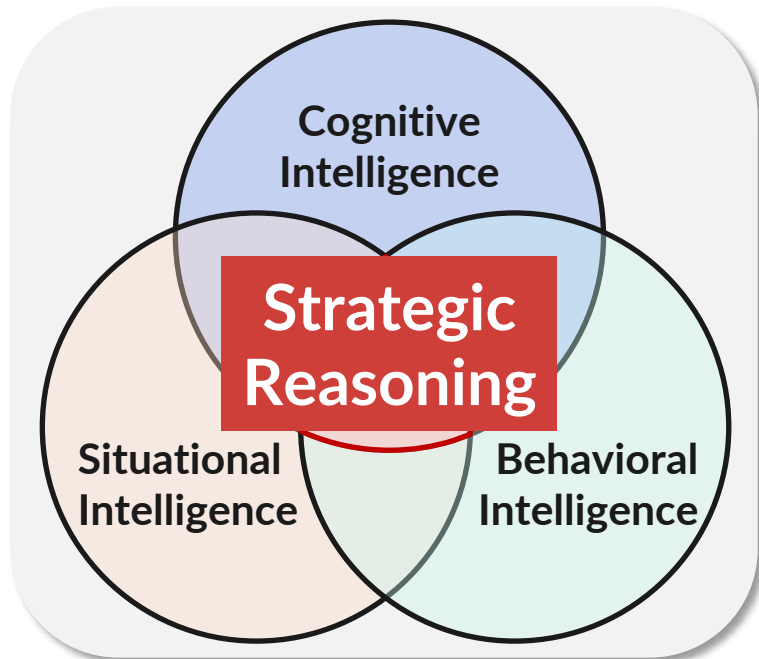 Cognitive
Intelligence
Strategic
Reasoning
Situational
Intelligence
Behavioral
Intelligence